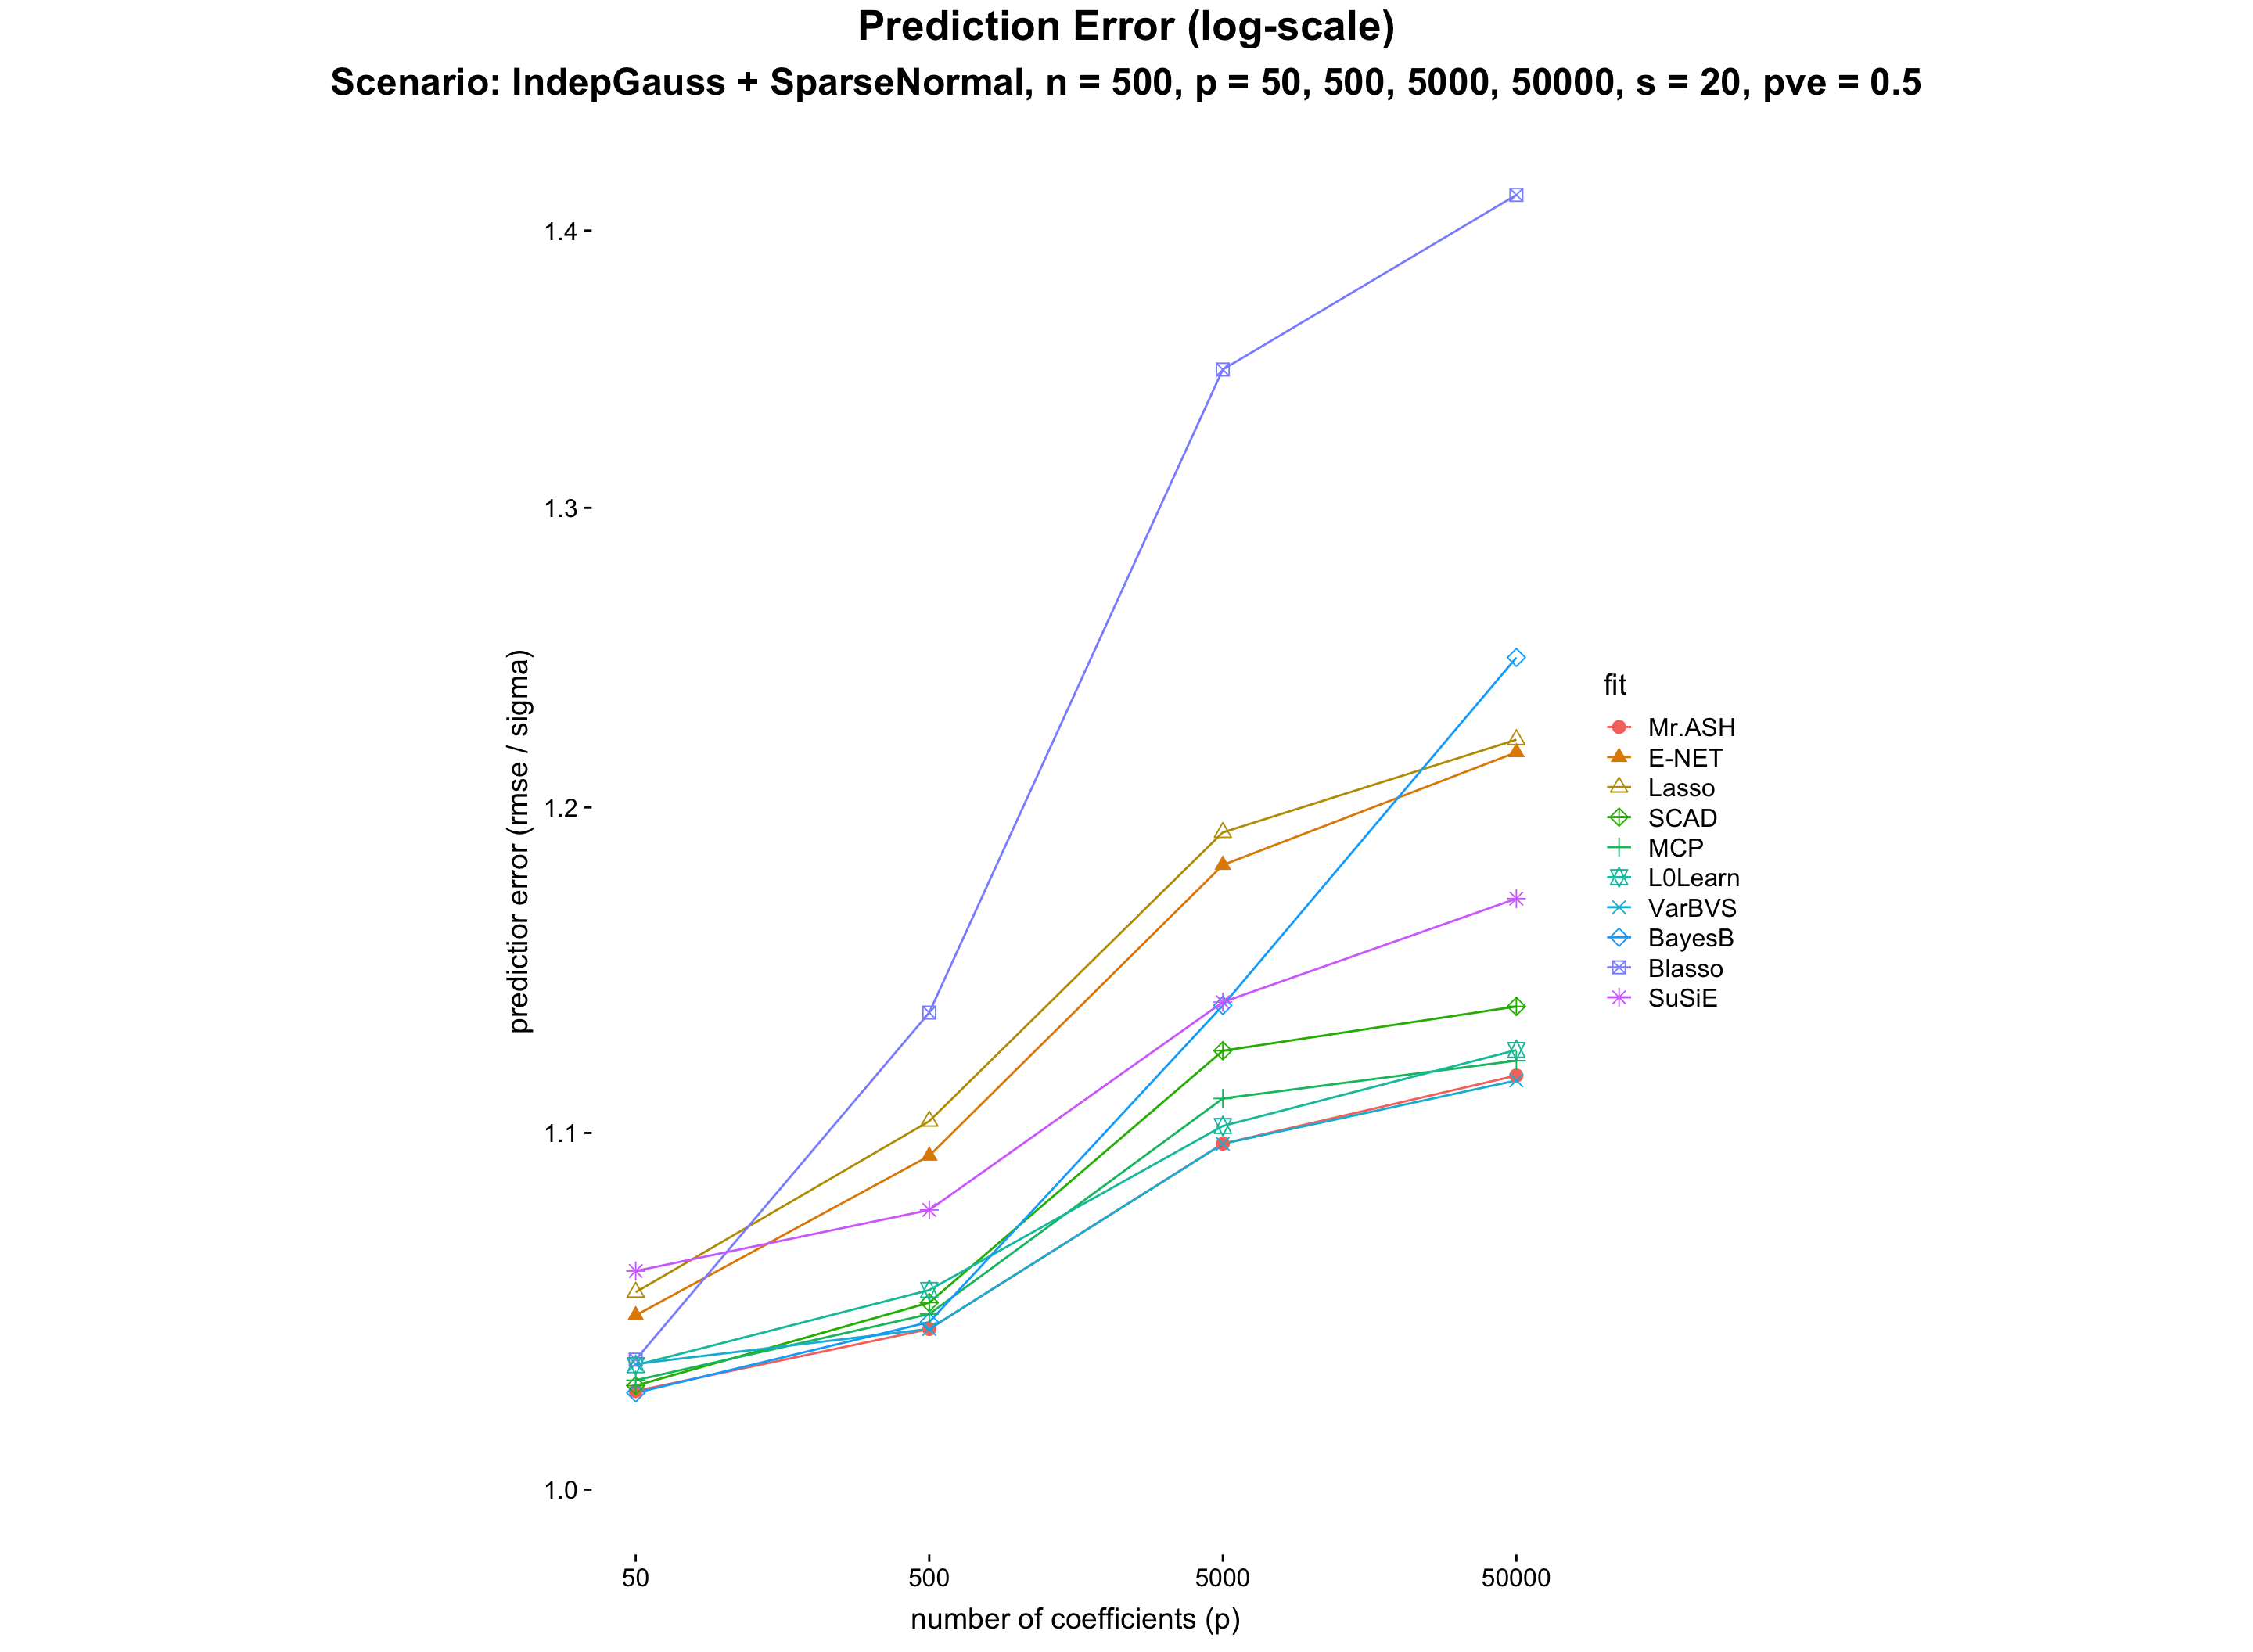 Prediction Error (log-scale)
Scenario: IndepGauss + SparseNormal, n = 500, p = 50, 500, 5000, 50000, s = 20, pve = 0.5
1.4
1.3
1.2
1.1
1.0
predictior error (rmse / sigma)
50 500 5000 50000
number of coefficients (p)
fit
Mr.ASH
E-NET
Lasso
SCAD
MCP
L0Learn
VarBVS
BayesB
Blasso
SuSiE